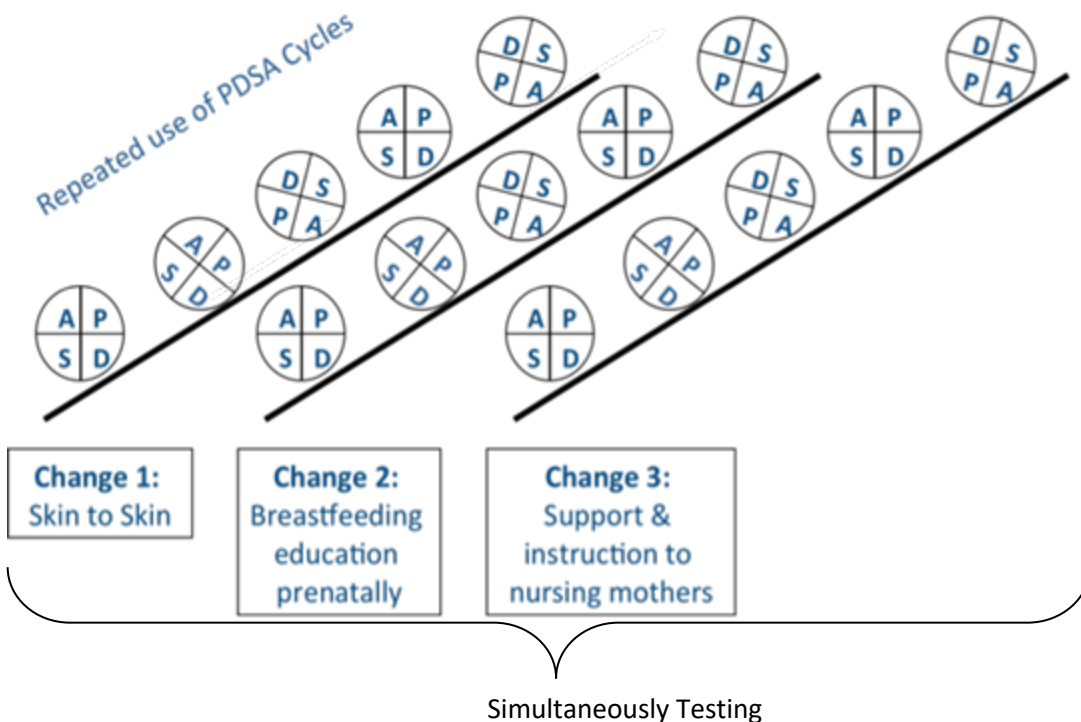 Repeated use of PDSA Cycles
D S D S D S
P A P A P A
A P A P A P
S D S D S D
D S D S D S
P A P A P A
A P A P A P
S D S D S D
A P A P A P
S D S D S D
Change 1:
Skin to Skin
Change 2:
Breastfeeding
education
prenatally
Change 3:
Support &
instruction to
nursing mothers
Simultaneously Testing